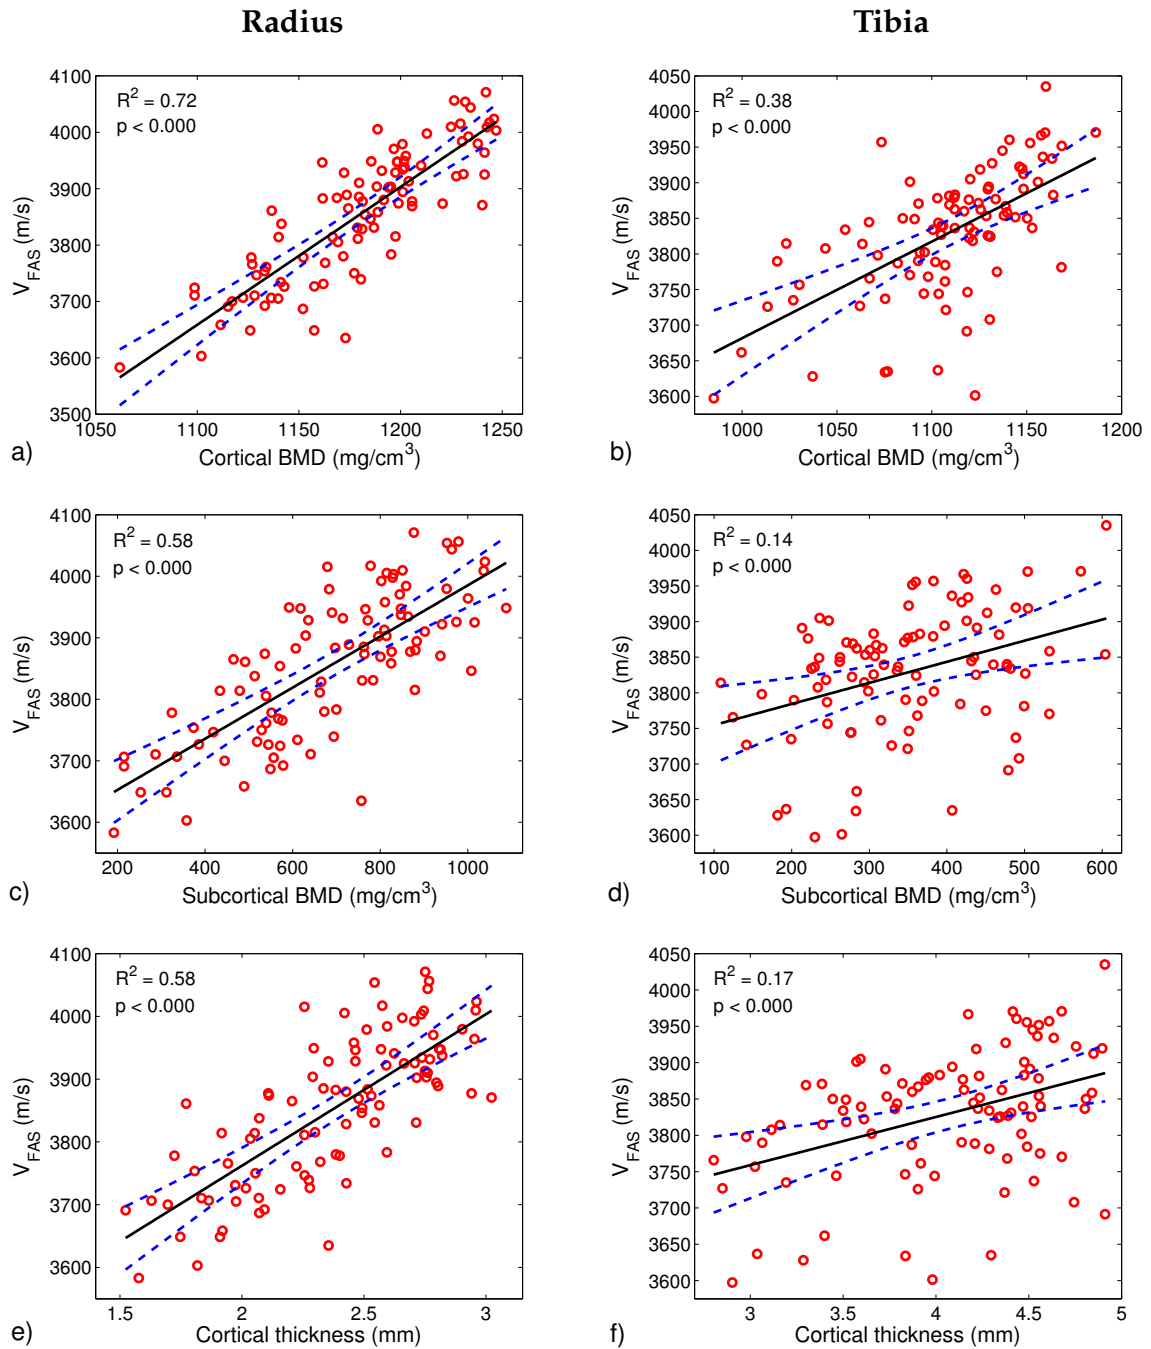 Radius
Tibia
R² = 0.72
p < 0.000
4100
4000
3900
3800
3700
3600
3500
V_FAS (m/s)
1050 1100 1150 1200 1250
Cortical BMD (mg/cm³)
a)
R² = 0.38
p < 0.000
4050
4000
3950
3900
3850
3800
3750
3700
3650
3600
V_FAS (m/s)
1000 1050 1100 1150 1200
Cortical BMD (mg/cm³)
b)
R² = 0.58
p < 0.000
4100
4000
3900
3800
3700
3600
V_FAS (m/s)
200 400 600 800 1000
Subcortical BMD (mg/cm³)
c)
R² = 0.14
p < 0.000
4050
4000
3950
3900
3850
3800
3750
3700
3650
3600
V_FAS (m/s)
100 200 300 400 500 600
Subcortical BMD (mg/cm³)
d)
R² = 0.58
p < 0.000
4100
4000
3900
3800
3700
3600
V_FAS (m/s)
1.5 2 2.5 3
Cortical thickness (mm)
e)
R² = 0.17
p < 0.000
4050
4000
3950
3900
3850
3800
3750
3700
3650
3600
V_FAS (m/s)
3 3.5 4 4.5 5
Cortical thickness (mm)
f)